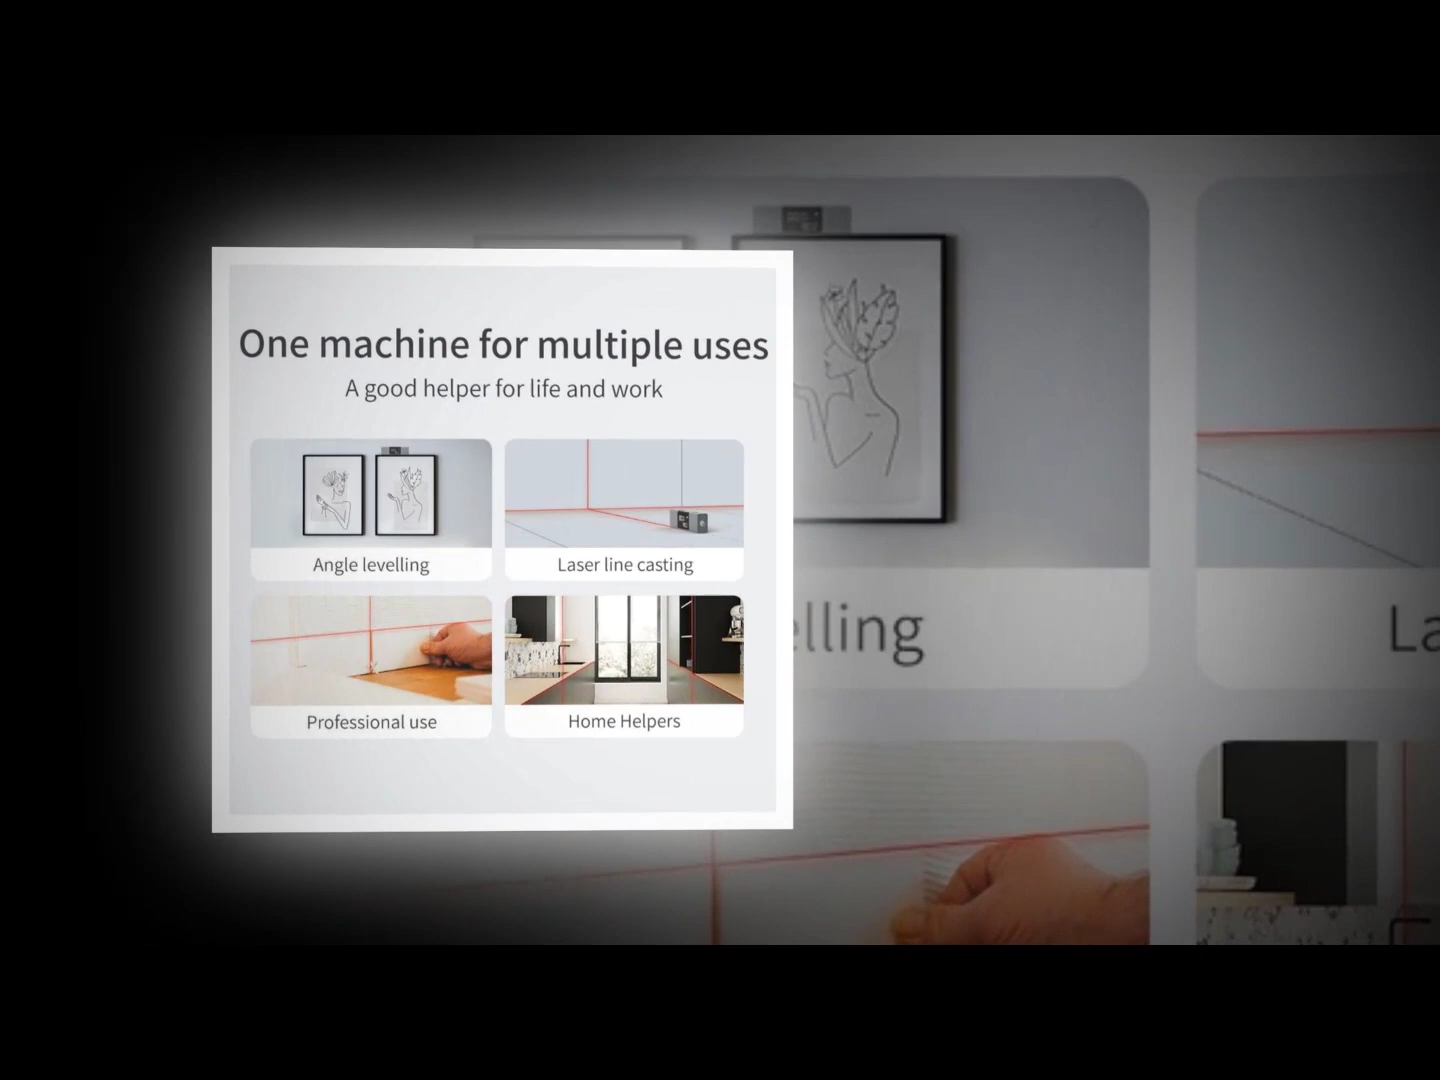 One machine for multiple uses
A good helper for life and work
Angle levelling
Laser line casting
Professional use
Home Helpers
elling
La